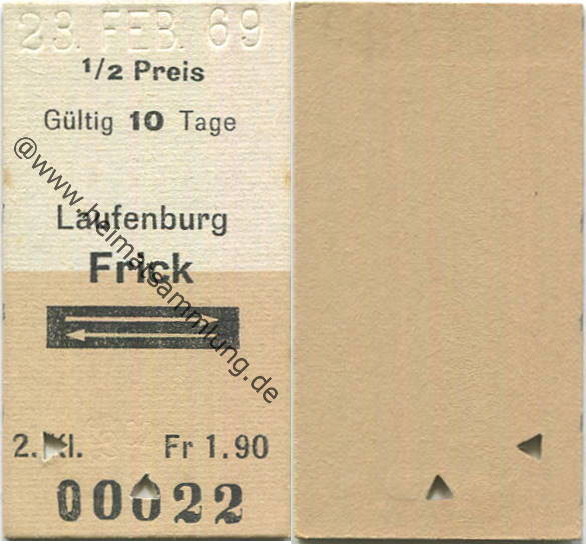 23. FEB. 69
1/2 Preis
Gültig 10 Tage
Laufenburg
Frick
2. Kl. Fr 1.90
00022
@www.heimatsammlung.de